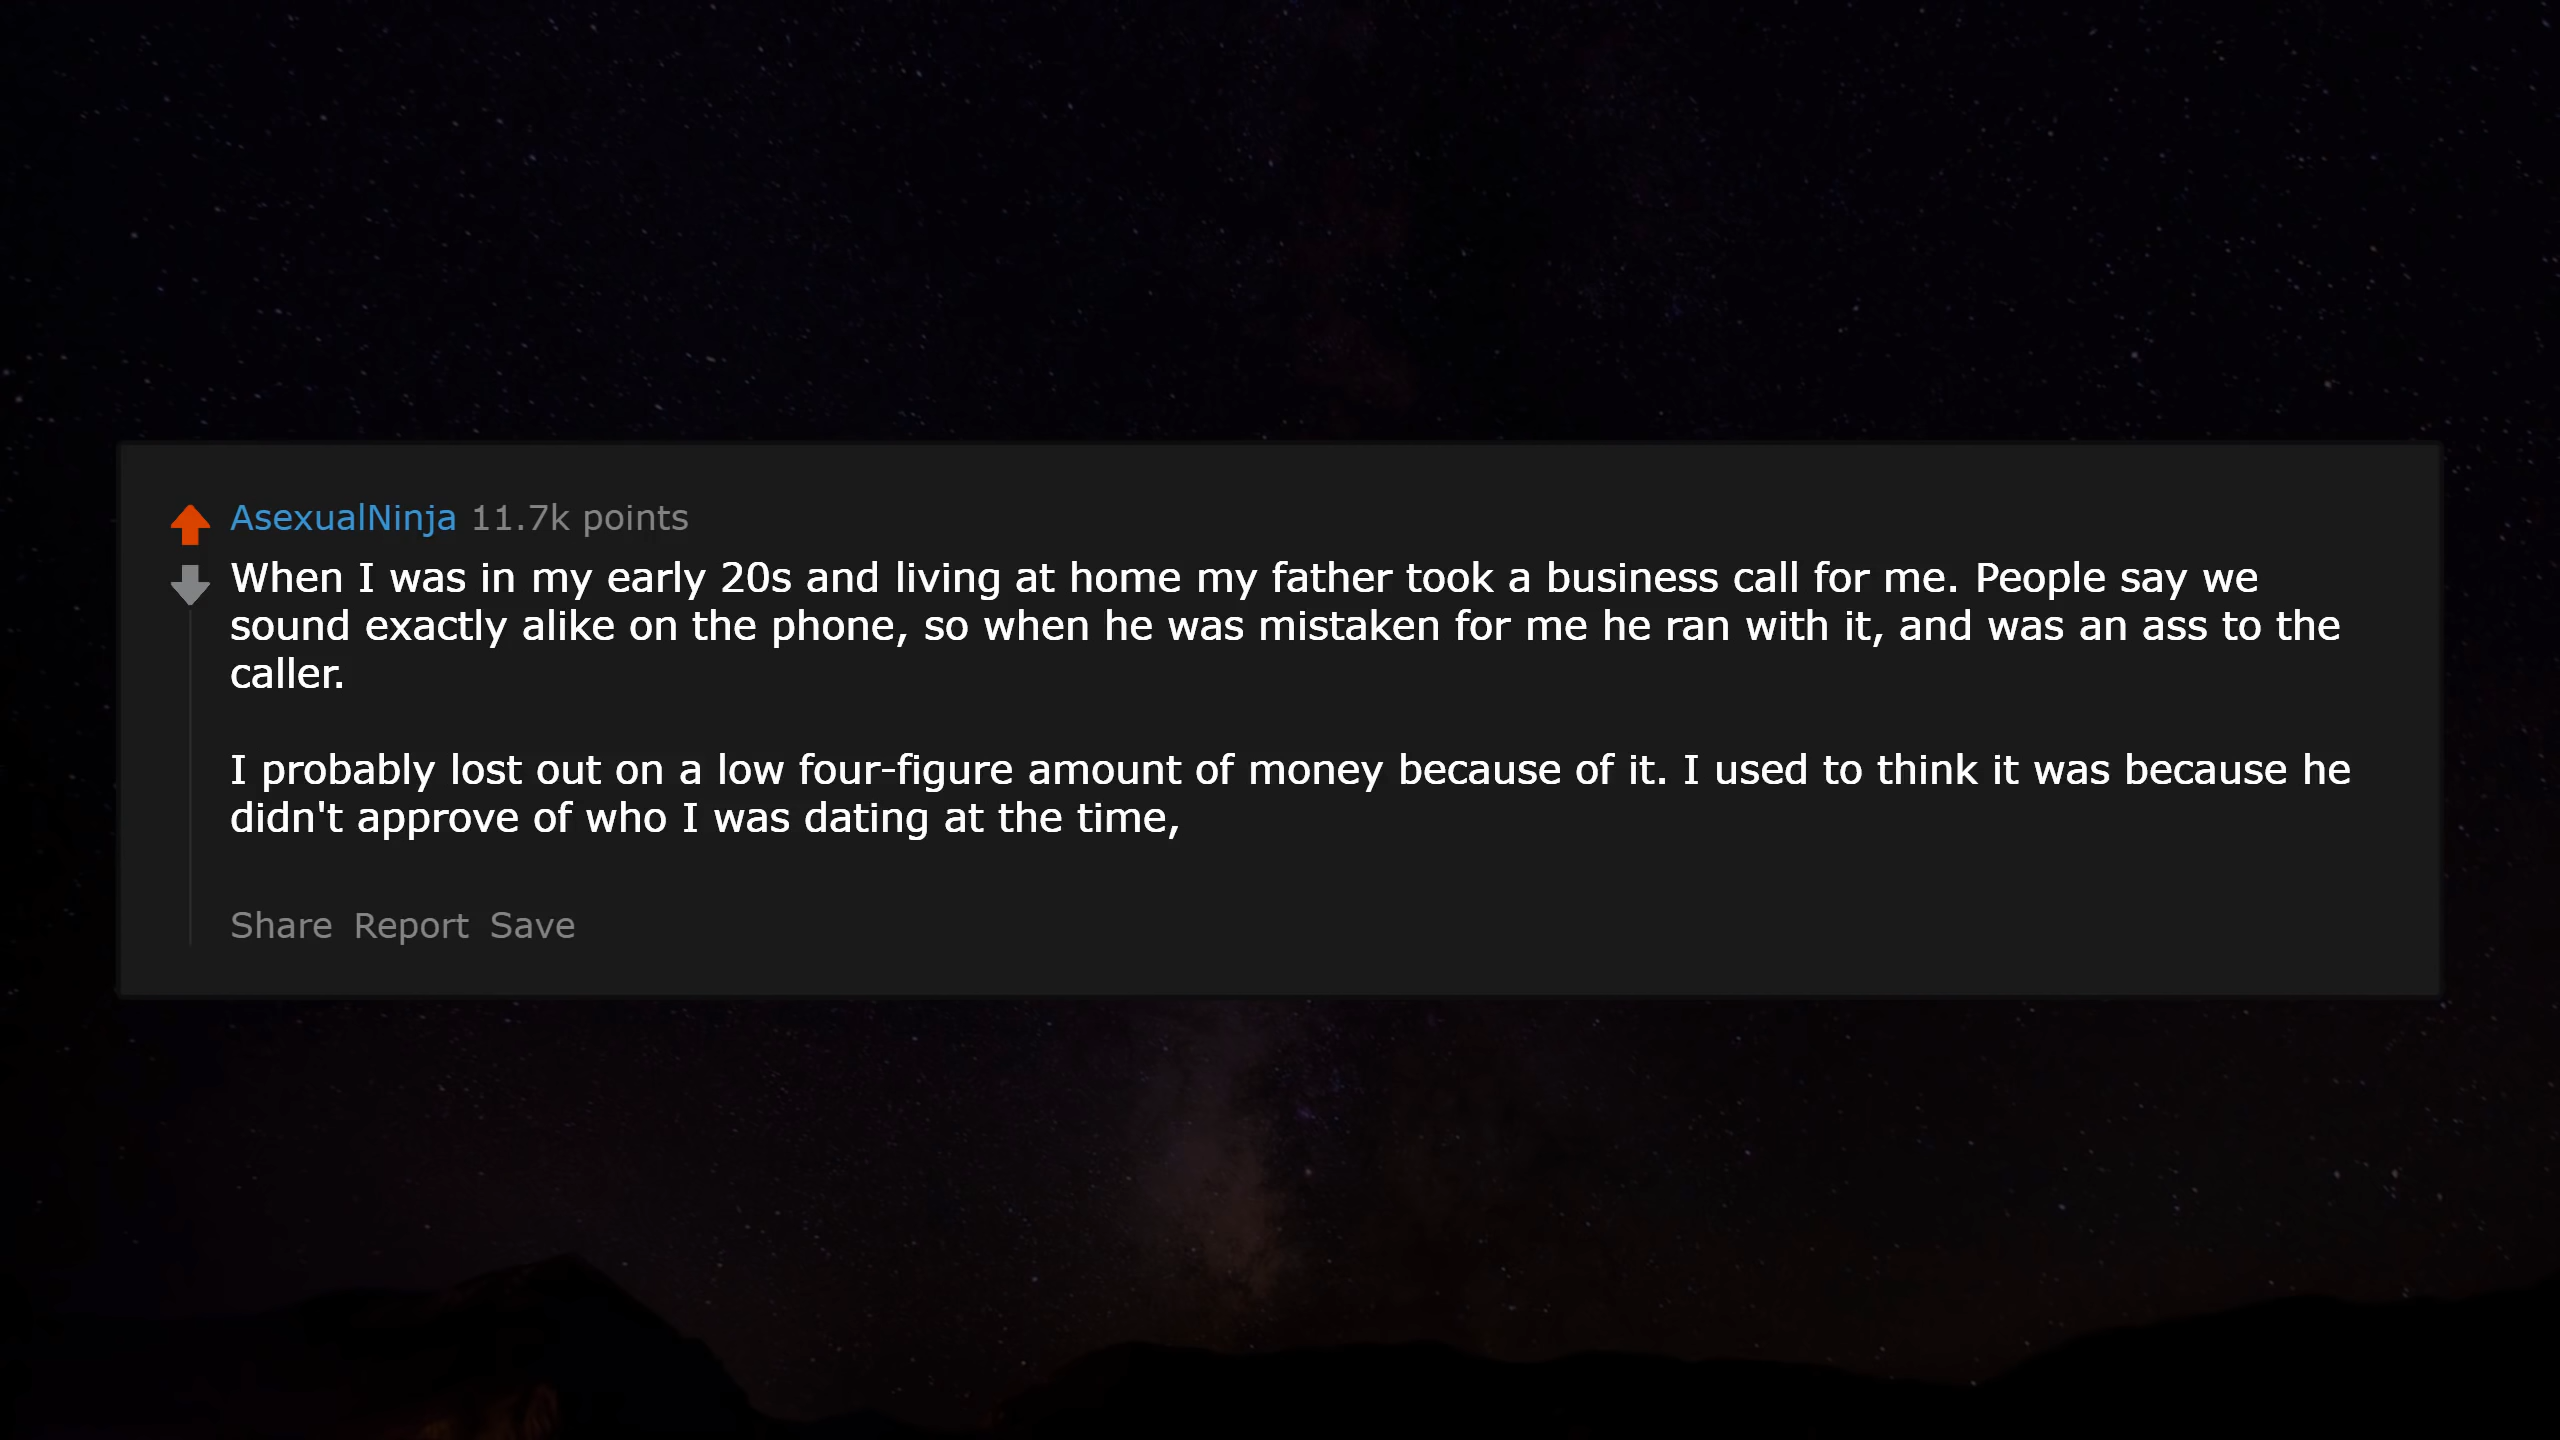 AsexualNinja 11.7k points
When I was in my early 20s and living at home my father took a business call for me. People say we
sound exactly alike on the phone, so when he was mistaken for me he ran with it, and was an ass to the
caller.
I probably lost out on a low four-figure amount of money because of it. I used to think it was because he
didn't approve of who I was dating at the time,
Share Report Save